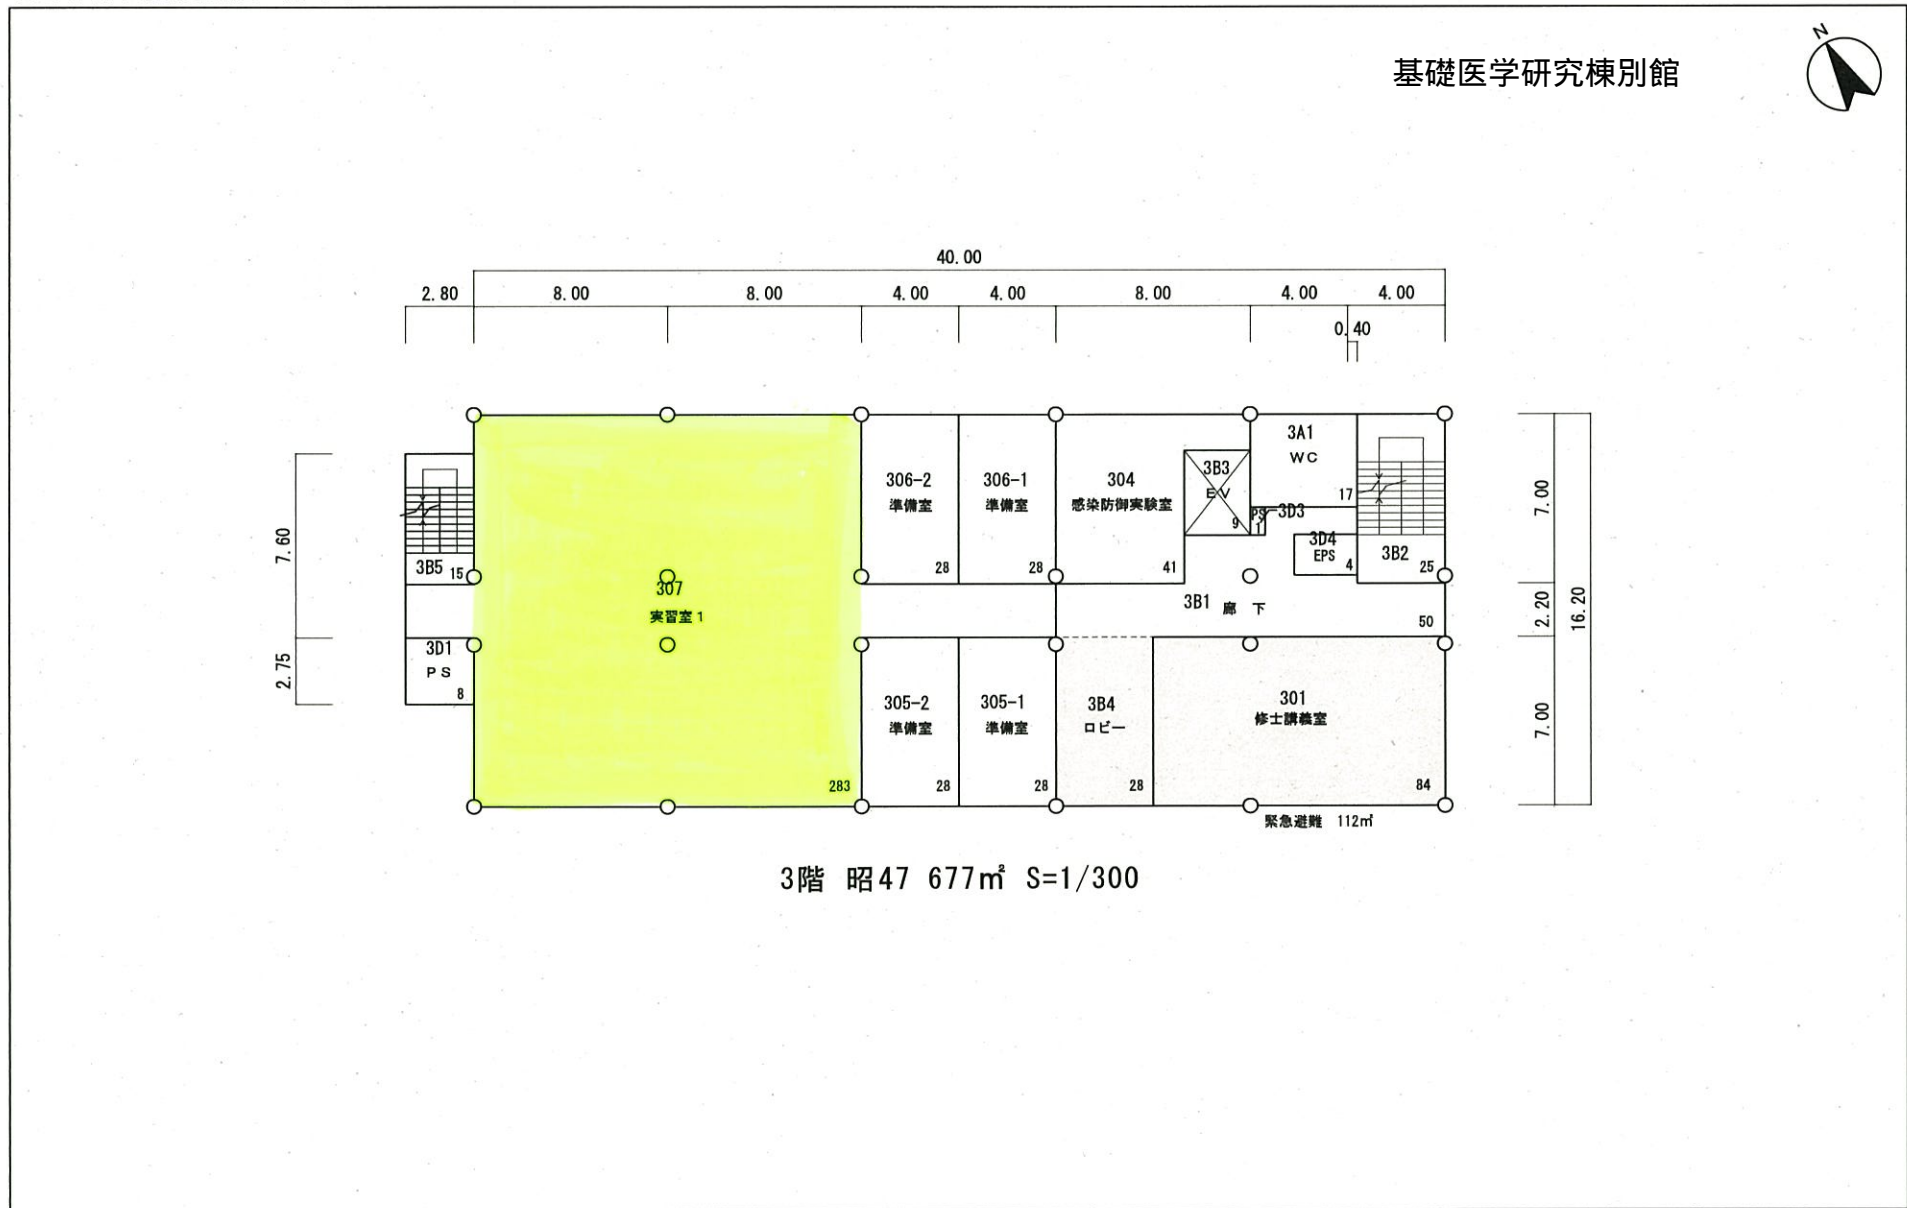 N
基礎医学研究棟別館
40.00
2.80
8.00
8.00
4.00
4.00
8.00
4.00
4.00
0.40
7.60
2.75
7.00
2.20
7.00
16.20
3B5
15
3D1
PS
8
307
実習室1
283
306-2
準備室
28
306-1
準備室
28
304
感染防御実験室
41
3B3
EV
9
3A1
WC
17
PS
1
3D3
3D4
EPS
4
3B2
25
3B1 廊下
50
305-2
準備室
28
305-1
準備室
28
3B4
ロビー
28
301
修士講義室
84
緊急避難 112㎡
3階 昭47 677㎡ S=1/300